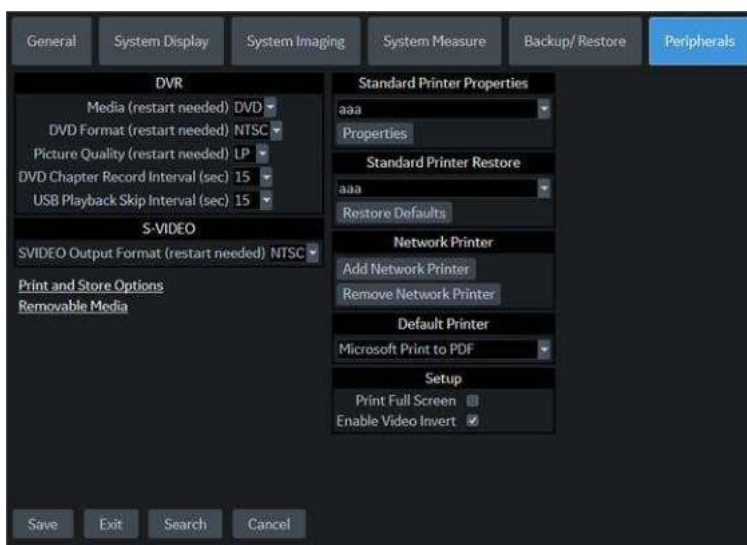 General System Display System Imaging System Measure Backup/ Restore Peripherals
DVR
Media (restart needed) DVD
DVD Format (restart needed) NTSC
Picture Quality (restart needed) LP
DVD Chapter Record Interval (sec) 15
USB Playback Skip Interval (sec) 15
S-VIDEO
SVIDEO Output Format (restart needed) NTSC
Print and Store Options
Removable Media
Standard Printer Properties
aaa
Properties
Standard Printer Restore
aaa
Restore Defaults
Network Printer
Add Network Printer
Remove Network Printer
Default Printer
Microsoft Print to PDF
Setup
Print Full Screen
Enable Video Invert
Save Exit Search Cancel